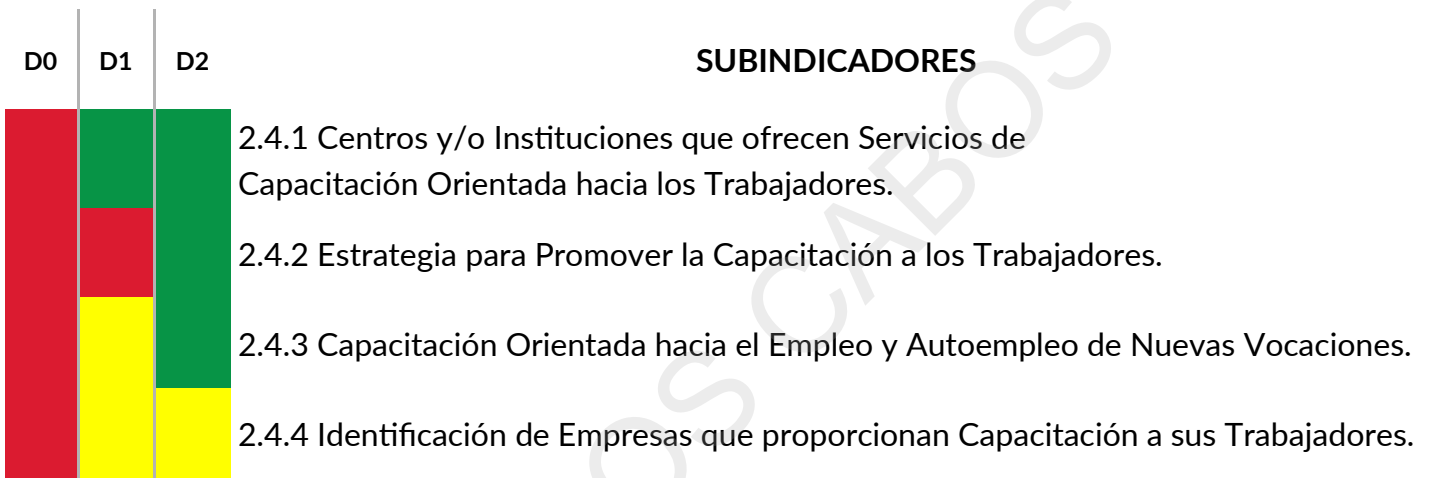 D0 D1 D2 SUBINDICADORES
2.4.1 Centros y/o Instituciones que ofrecen Servicios de
Capacitación Orientada hacia los Trabajadores.
2.4.2 Estrategia para Promover la Capacitación a los Trabajadores.
2.4.3 Capacitación Orientada hacia el Empleo y Autoempleo de Nuevas Vocaciones.
2.4.4 Identificación de Empresas que proporcionan Capacitación a sus Trabajadores.
OS CABOS